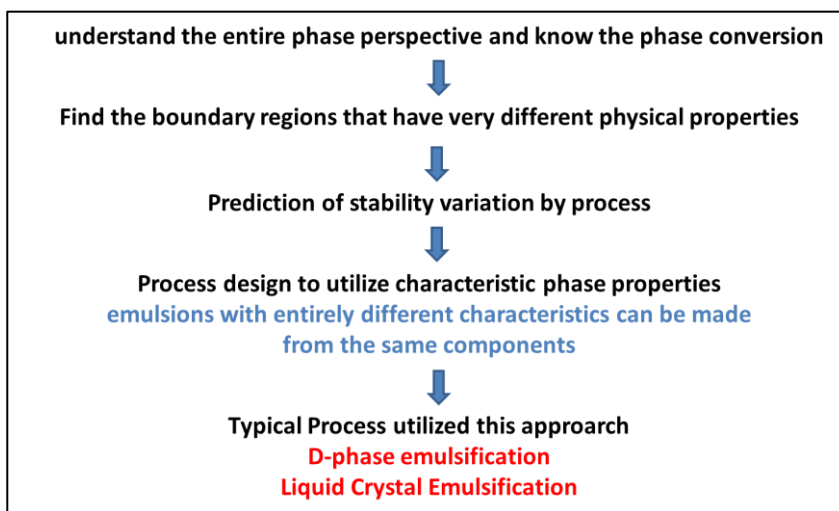 understand the entire phase perspective and know the phase conversion
Find the boundary regions that have very different physical properties
Prediction of stability variation by process
Process design to utilize characteristic phase properties
emulsions with entirely different characteristics can be made
from the same components
Typical Process utilized this approarch
D-phase emulsification
Liquid Crystal Emulsification